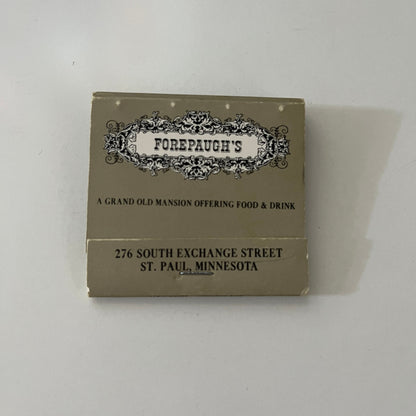 FOREPAUGH'S
A GRAND OLD MANSION OFFERING FOOD & DRINK
276 SOUTH EXCHANGE STREET
ST. PAUL, MINNESOTA